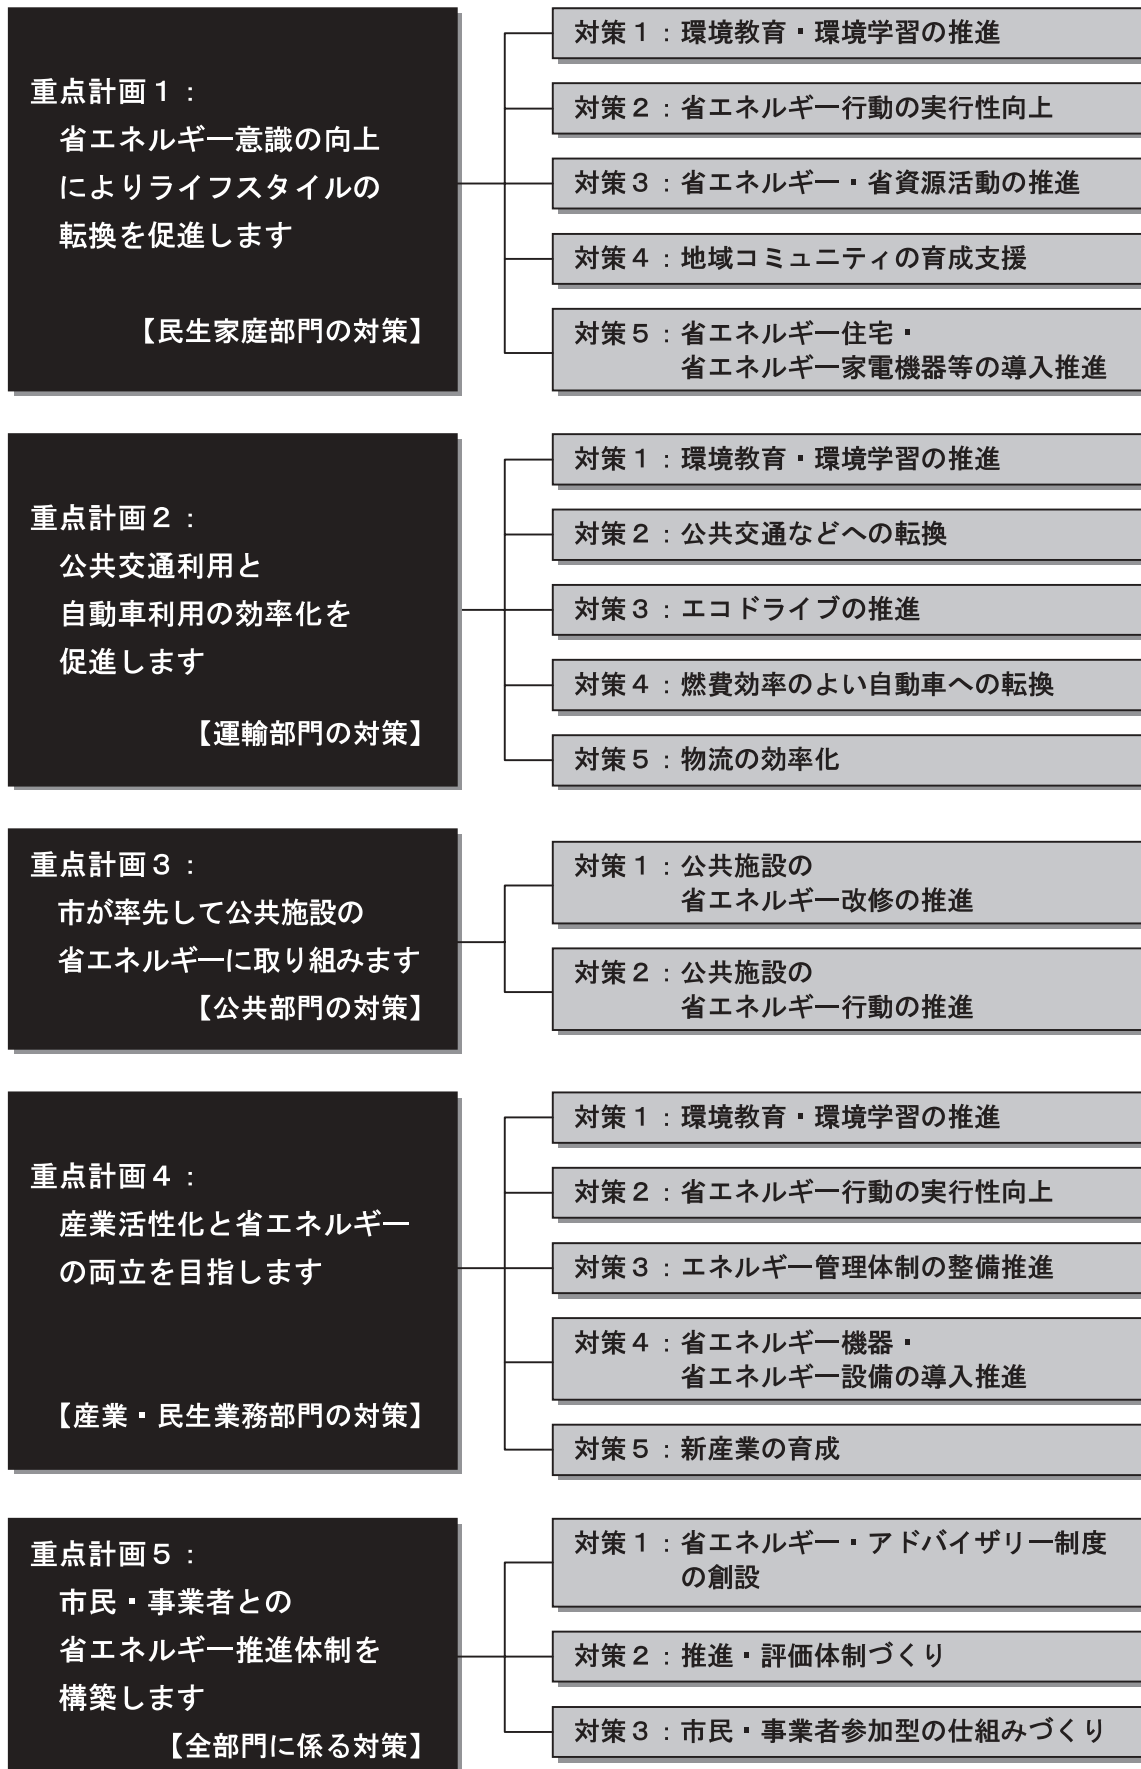 重点計画１：
省エネルギー意識の向上
によりライフスタイルの
転換を促進します
【民生家庭部門の対策】
対策１：環境教育・環境学習の推進
対策２：省エネルギー行動の実行性向上
対策３：省エネルギー・省資源活動の推進
対策４：地域コミュニティの育成支援
対策５：省エネルギー住宅・
省エネルギー家電機器等の導入推進
重点計画２：
公共交通利用と
自動車利用の効率化を
促進します
【運輸部門の対策】
対策１：環境教育・環境学習の推進
対策２：公共交通などへの転換
対策３：エコドライブの推進
対策４：燃費効率のよい自動車への転換
対策５：物流の効率化
重点計画３：
市が率先して公共施設の
省エネルギーに取り組みます
【公共部門の対策】
対策１：公共施設の
省エネルギー改修の推進
対策２：公共施設の
省エネルギー行動の推進
重点計画４：
産業活性化と省エネルギー
の両立を目指します
【産業・民生業務部門の対策】
対策１：環境教育・環境学習の推進
対策２：省エネルギー行動の実行性向上
対策３：エネルギー管理体制の整備推進
対策４：省エネルギー機器・
省エネルギー設備の導入推進
対策５：新産業の育成
重点計画５：
市民・事業者との
省エネルギー推進体制を
構築します
【全部門に係る対策】
対策１：省エネルギー・アドバイザリー制度
の創設
対策２：推進・評価体制づくり
対策３：市民・事業者参加型の仕組みづくり